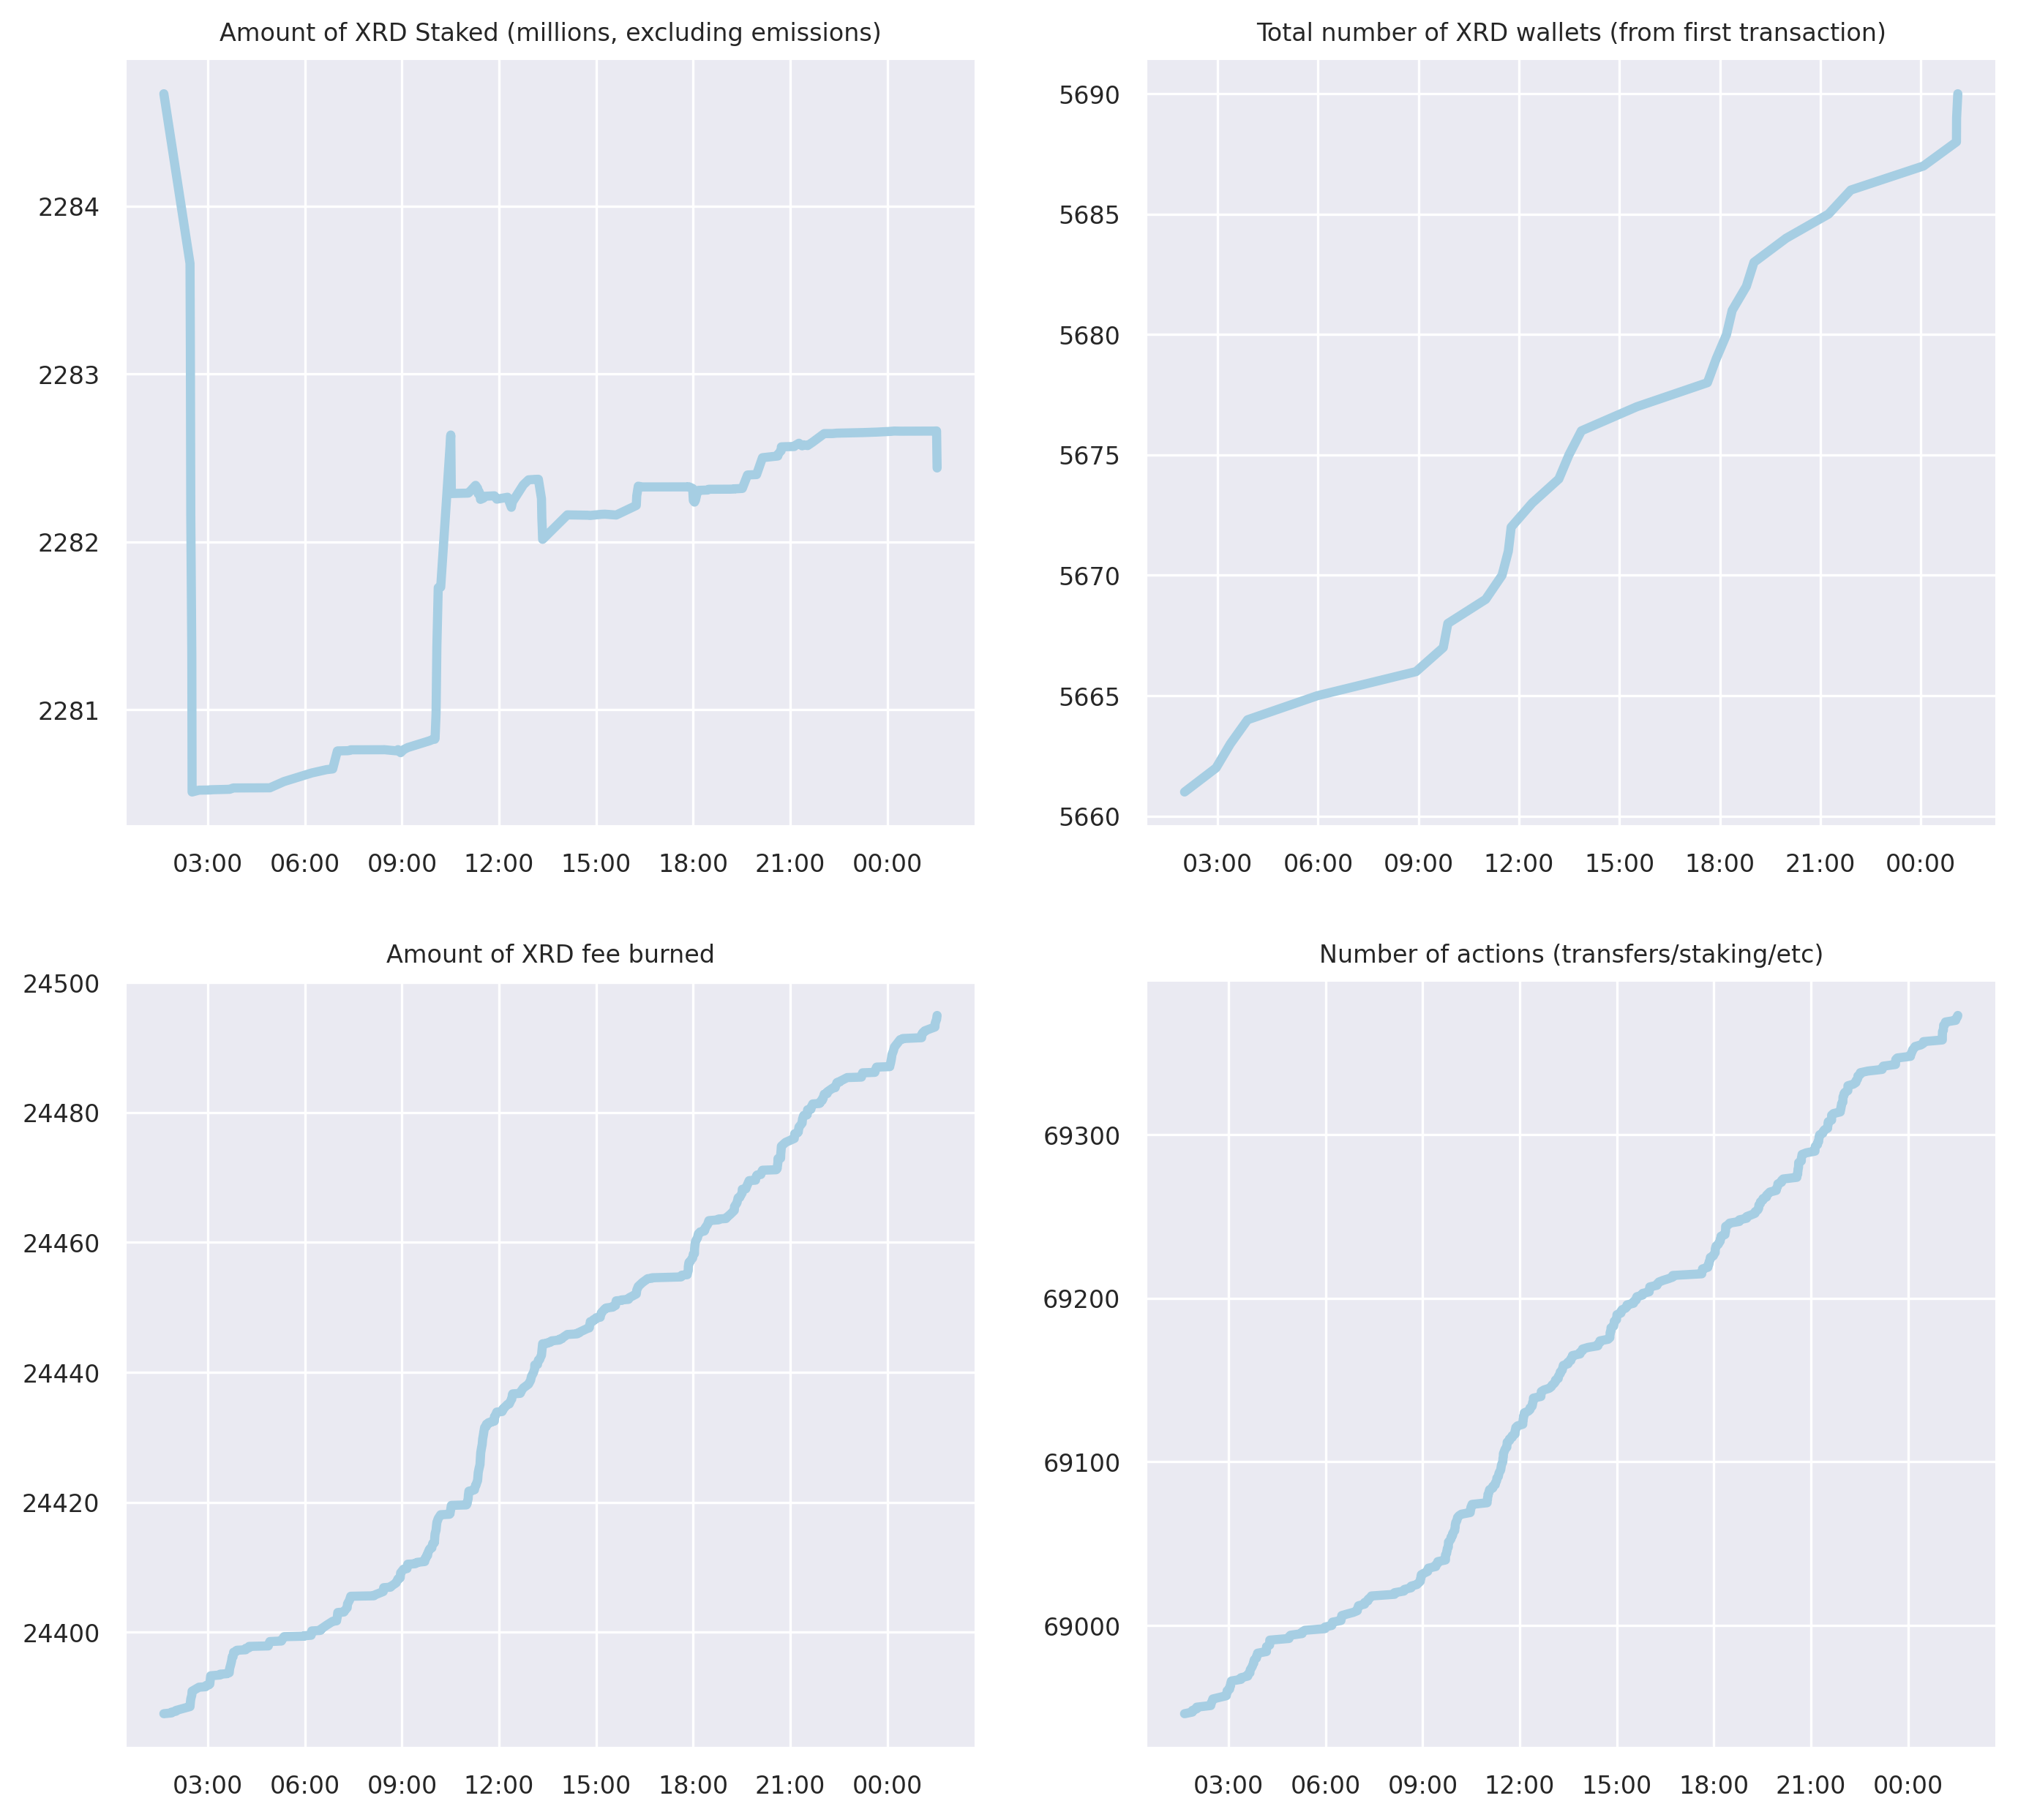 Amount of XRD Staked (millions, excluding emissions)
2284
2283
2282
2281
03:00 06:00 09:00 12:00 15:00 18:00 21:00 00:00
Total number of XRD wallets (from first transaction)
5690
5685
5680
5675
5670
5665
5660
03:00 06:00 09:00 12:00 15:00 18:00 21:00 00:00
Amount of XRD fee burned
24500
24480
24460
24440
24420
24400
03:00 06:00 09:00 12:00 15:00 18:00 21:00 00:00
Number of actions (transfers/staking/etc)
69300
69200
69100
69000
03:00 06:00 09:00 12:00 15:00 18:00 21:00 00:00